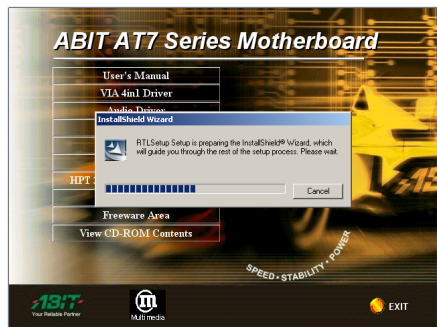 ABIT AT7 Series Motherboard
User's Manual
VIA 4in1 Driver
Audio Driver
InstallShield Wizard
RTLSetup Setup is preparing the InstallShield® Wizard, which
will guide you through the rest of the setup process. Please wait.
Cancel
HPT 3
Freeware Area
View CD-ROM Contents
SPEED • STABILITY • POWER
ABIT
Your Reliable Partner
m
Multi media
EXIT